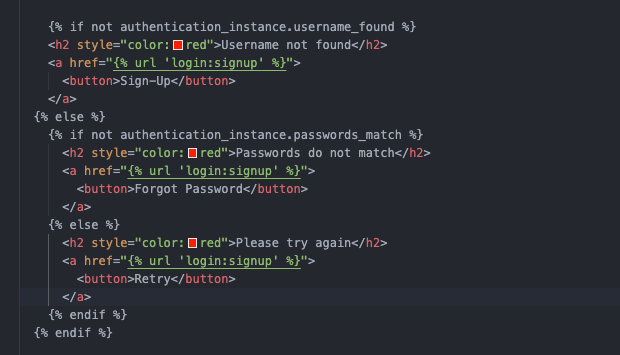 {% if not authentication_instance.username_found %}
<h2 style="color:red">Username not found</h2>
<a href="{% url 'login:signup' %}">
<button>Sign-Up</button>
</a>
{% else %}
{% if not authentication_instance.passwords_match %}
<h2 style="color:red">Passwords do not match</h2>
<a href="{% url 'login:signup' %}">
<button>Forgot Password</button>
</a>
{% else %}
<h2 style="color:red">Please try again</h2>
<a href="{% url 'login:signup' %}">
<button>Retry</button>
</a>
{% endif %}
{% endif %}